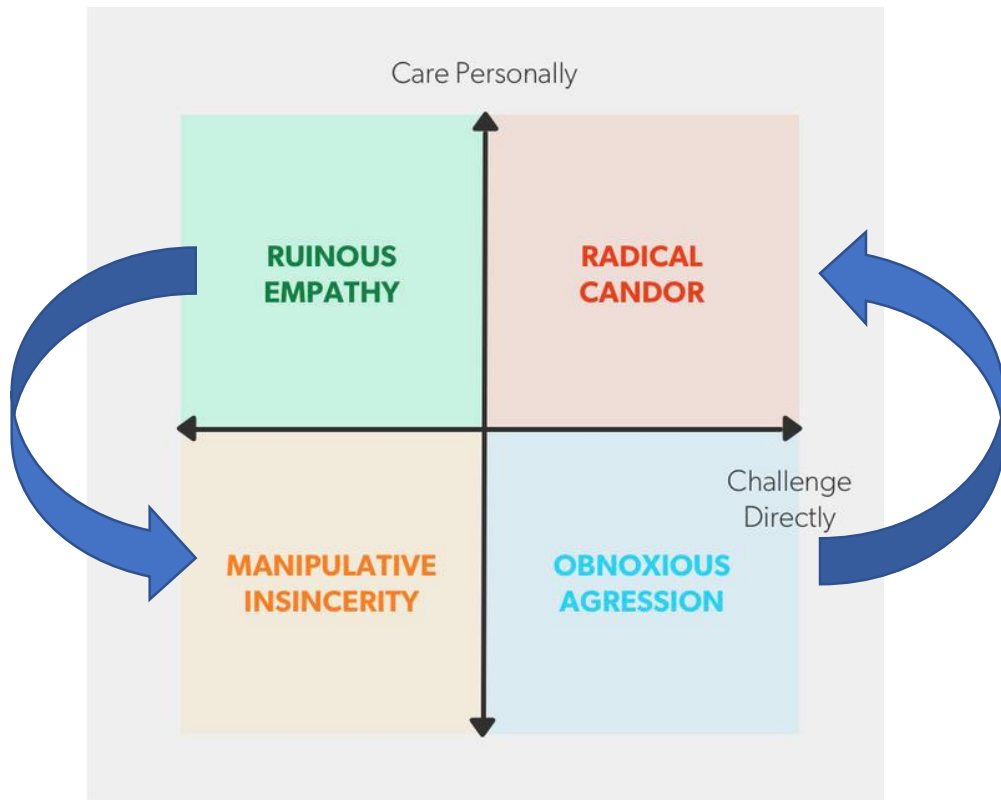 Care Personally
RUINOUS
EMPATHY
RADICAL
CANDOR
Challenge
Directly
MANIPULATIVE
INSINCERITY
OBNOXIOUS
AGRESSION